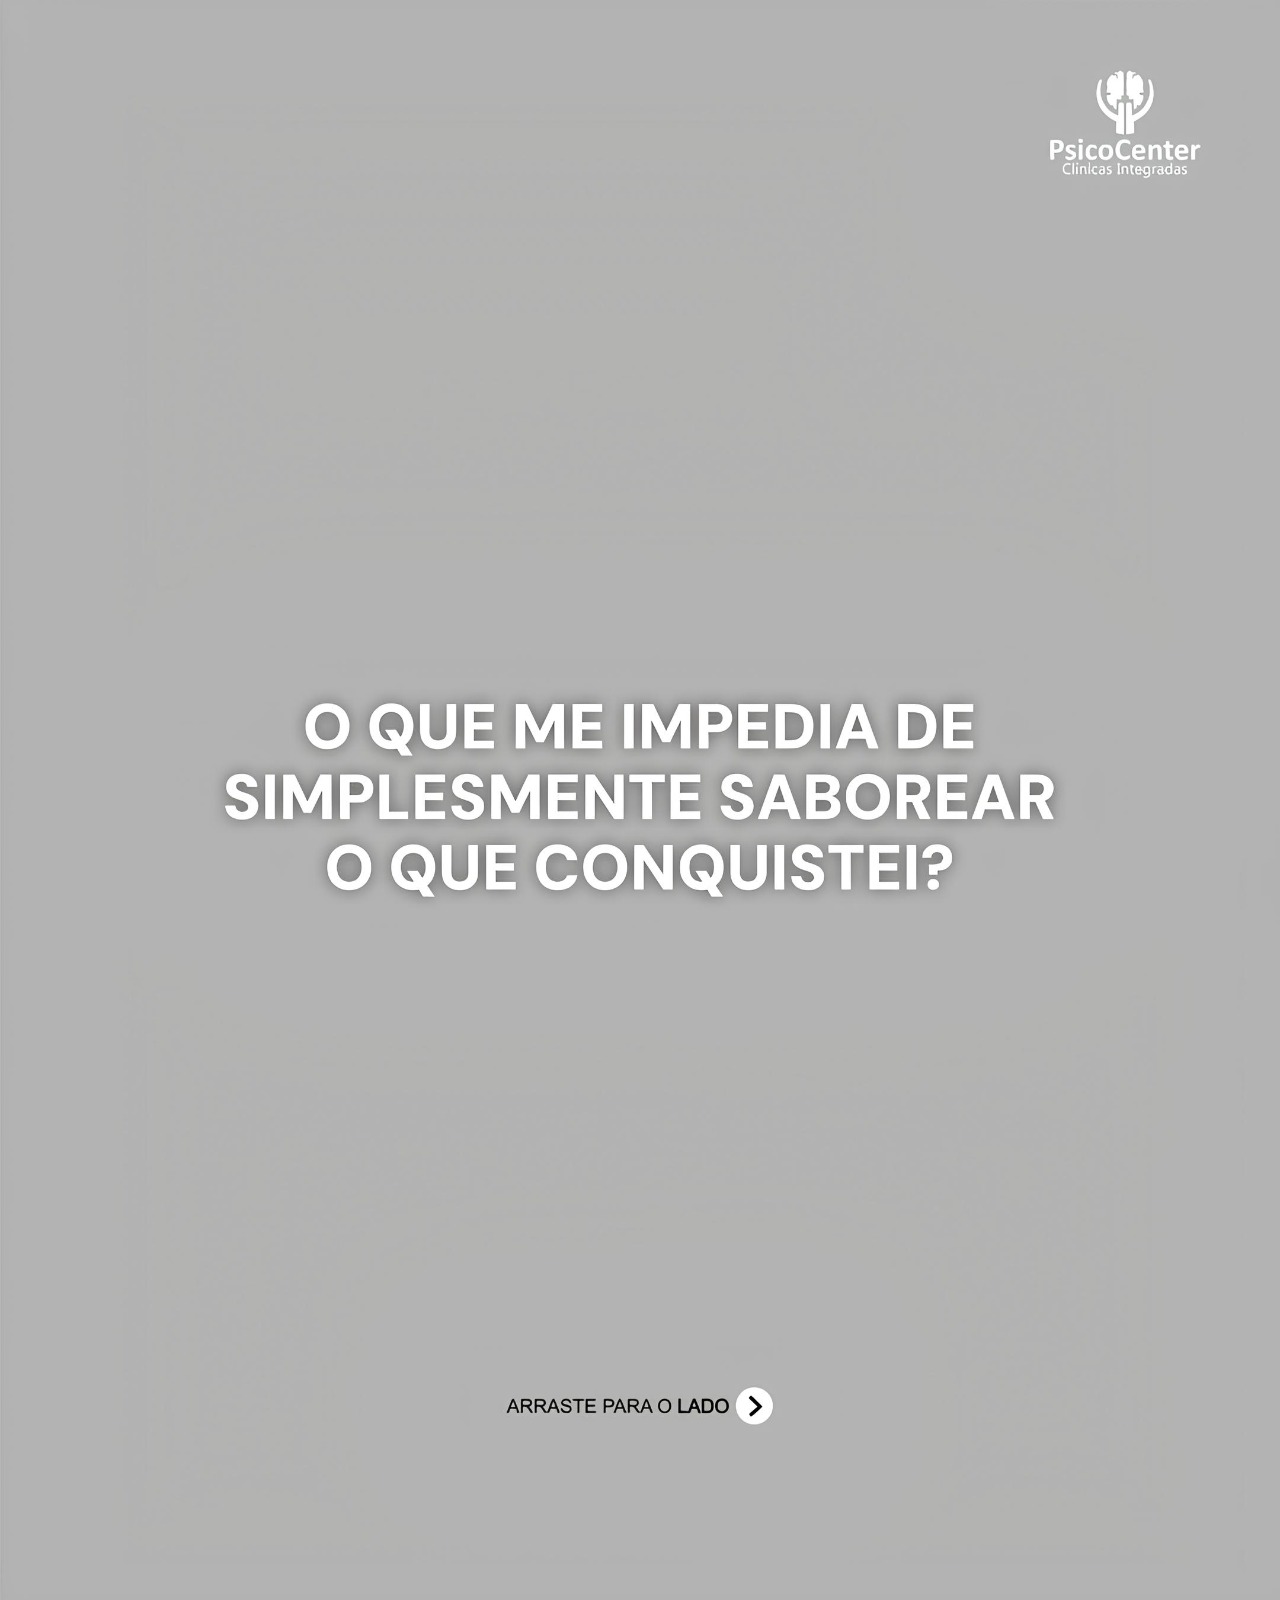 PsicoCenter
Clínicas Integradas
O QUE ME IMPEDIA DE
SIMPLESMENTE SABOREAR
O QUE CONQUISTEI?
ARRASTE PARA O LADO